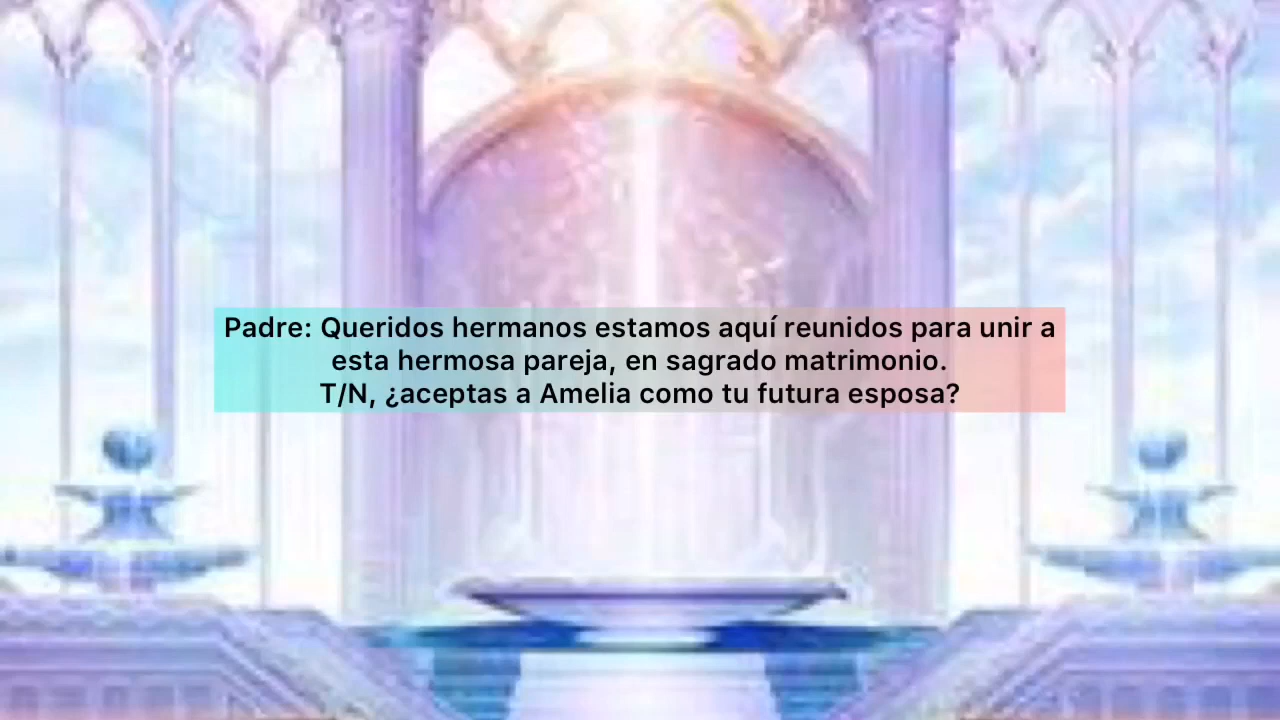 Padre: Queridos hermanos estamos aquí reunidos para unir a
esta hermosa pareja, en sagrado matrimonio.
T/N, ¿aceptas a Amelia como tu futura esposa?